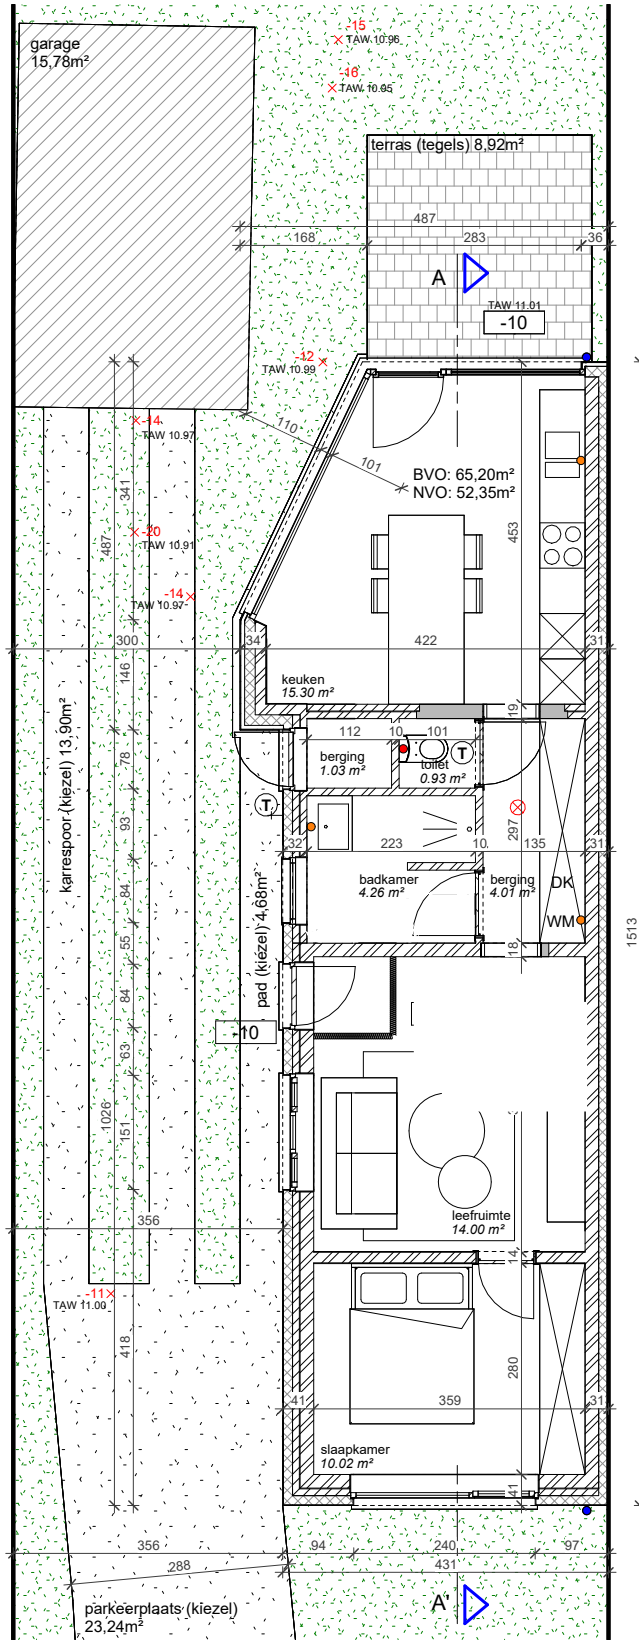 garage
15,78m²
-15
TAW 10.96
-16
TAW 10.95
terras (tegels) 8,92m²
487
168
283
36
A
TAW 11.01
-10
-12
TAW 10.99
-14
TAW 10.97
110
101
BVO: 65,20m²
NVO: 52,35m²
341
487
453
-20
TAW 10.91
-14
TAW 10.97
300
34
422
31
146
keuken
15.30 m²
karrespoor (kiezel) 13,90m²
19
112
10
101
78
berging
1.03 m²
toilet
0.93 m²
T
T
93
297
32
223
10
135
31
84
badkamer
4.26 m²
berging
4.01 m²
DK
WM
pad (kiezel) 4,68m²
55
18
1513
84
-10
63
1026
151
leefruimte
14.00 m²
356
14
-11
TAW 11.00
418
280
41
359
31
slaapkamer
10.02 m²
41
356
94
240
97
288
431
parkeerplaats (kiezel)
23,24m²
A'